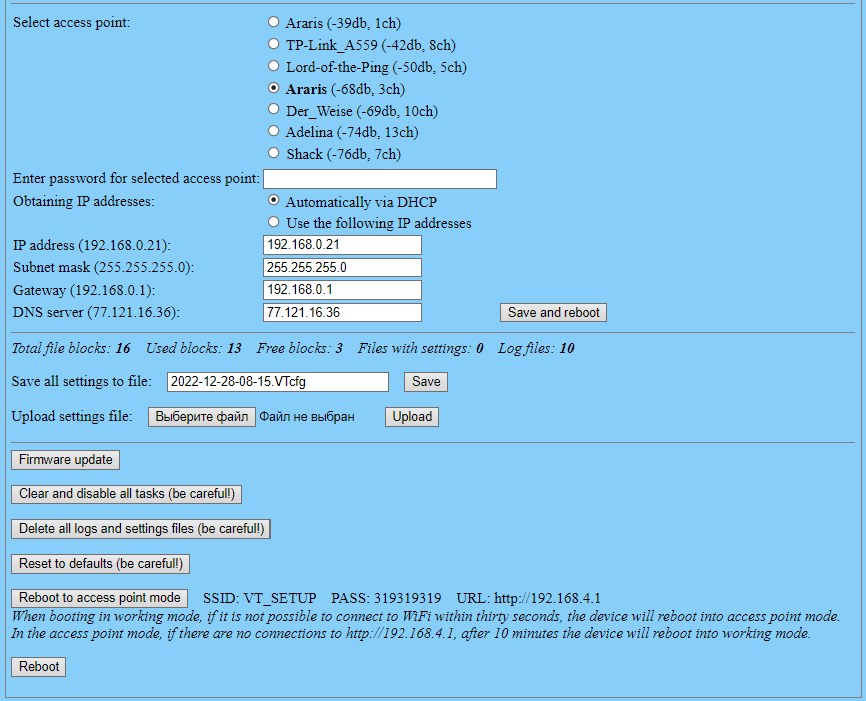 Select access point: Araris (-39db, 1ch)
TP-Link_A559 (-42db, 8ch)
Lord-of-the-Ping (-50db, 5ch)
Araris (-68db, 3ch)
Der_Weise (-69db, 10ch)
Adelina (-74db, 13ch)
Shack (-76db, 7ch)
Enter password for selected access point:
Obtaining IP addresses: Automatically via DHCP
Use the following IP addresses
IP address (192.168.0.21): 192.168.0.21
Subnet mask (255.255.255.0): 255.255.255.0
Gateway (192.168.0.1): 192.168.0.1
DNS server (77.121.16.36): 77.121.16.36 Save and reboot
Total file blocks: 16 Used blocks: 13 Free blocks: 3 Files with settings: 0 Log files: 10
Save all settings to file: 2022-12-28-08-15.VTcfg Save
Upload settings file: Выберите файл Файл не выбран Upload
Firmware update
Clear and disable all tasks (be careful!)
Delete all logs and settings files (be careful!)
Reset to defaults (be careful!)
Reboot to access point mode SSID: VT_SETUP PASS: 319319319 URL: http://192.168.4.1
When booting in working mode, if it is not possible to connect to WiFi within thirty seconds, the device will reboot into access point mode.
In the access point mode, if there are no connections to http://192.168.4.1, after 10 minutes the device will reboot into working mode.
Reboot